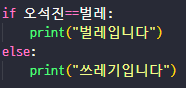 if 오석진==벌레:
    print("벌레입니다")
else:
    print("쓰레기입니다")